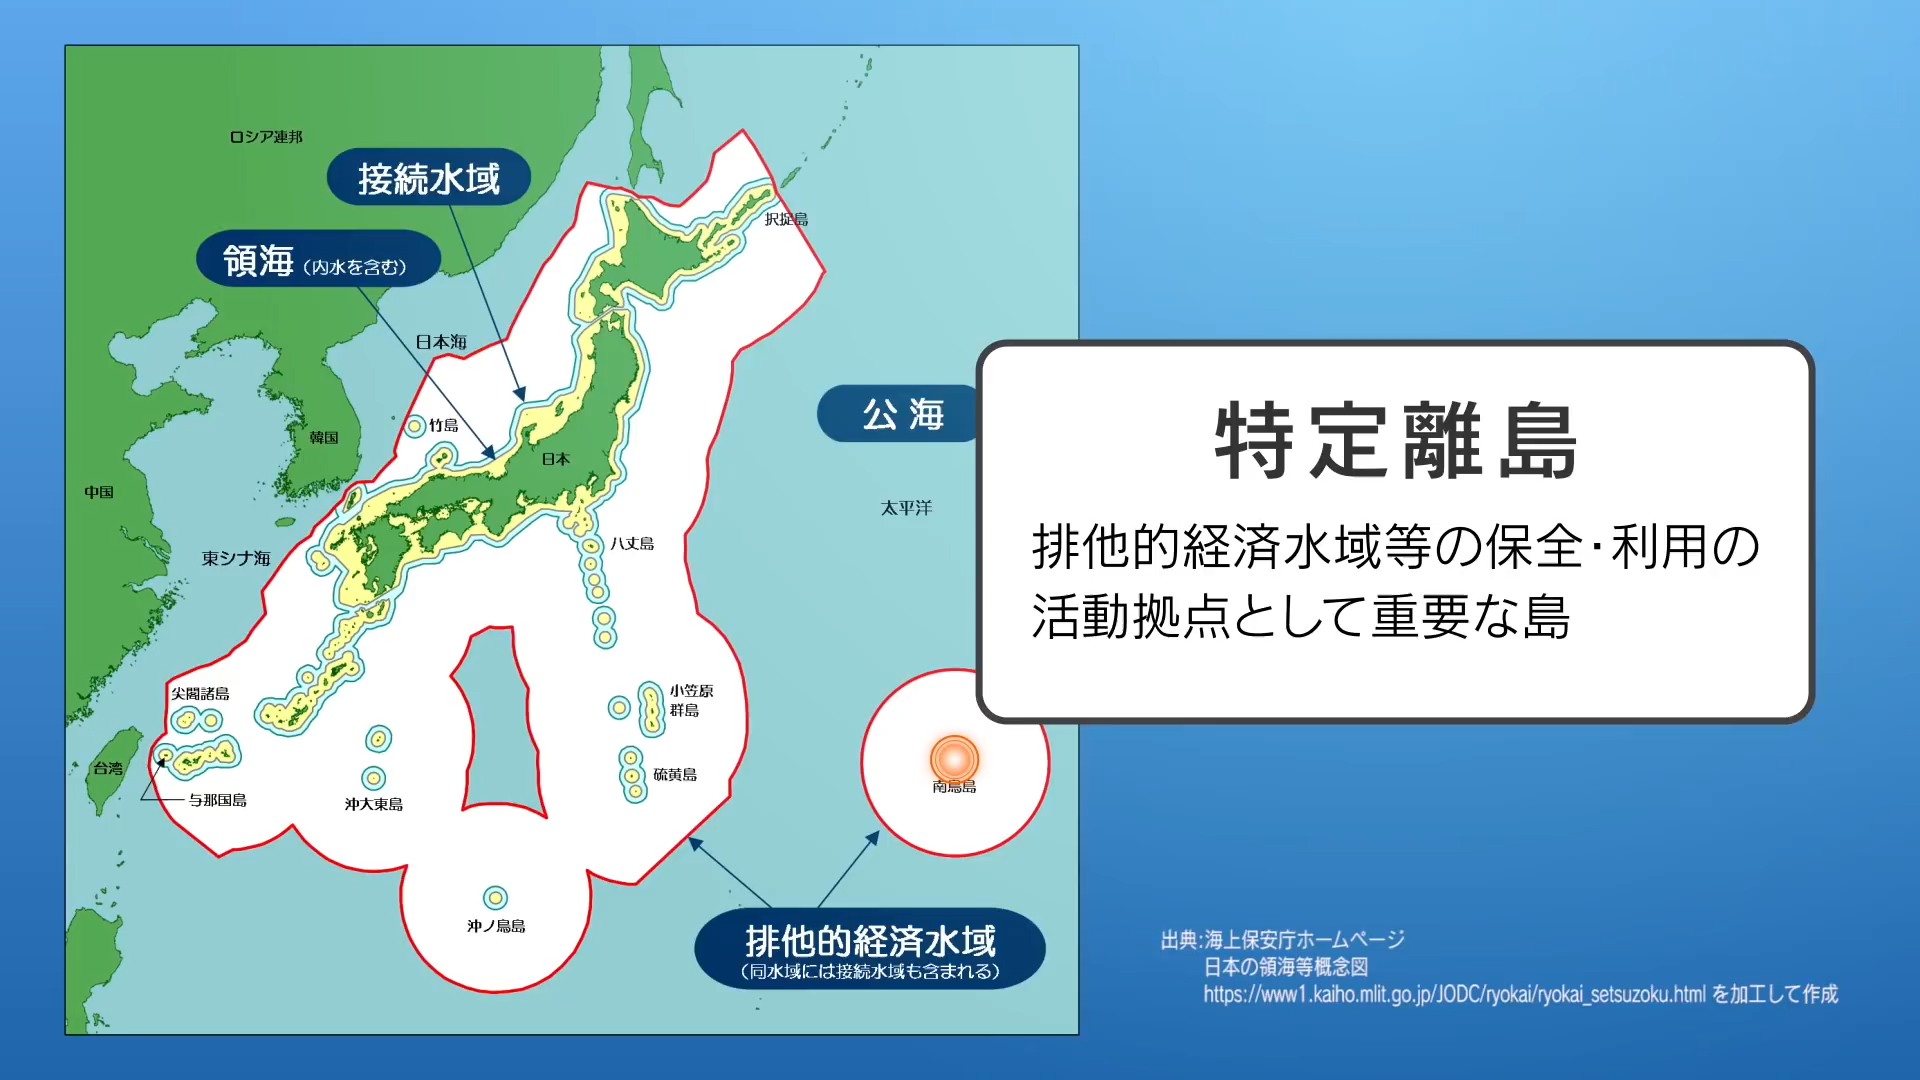 ロシア連邦
接続水域
領海（内水を含む）
択捉島
日本海
竹島
公海
韓国
日本
中国
太平洋
東シナ海
八丈島
尖閣諸島
小笠原
群島
台湾
与那国島
沖大東島
硫黄島
南鳥島
沖ノ鳥島
排他的経済水域
（同水域には接続水域も含まれる）
特定離島
排他的経済水域等の保全・利用の
活動拠点として重要な島
出典：海上保安庁ホームページ
日本の領海等概念図
https://www1.kaiho.mlit.go.jp/JODC/ryokai/ryokai_setsuzoku.html を加工して作成